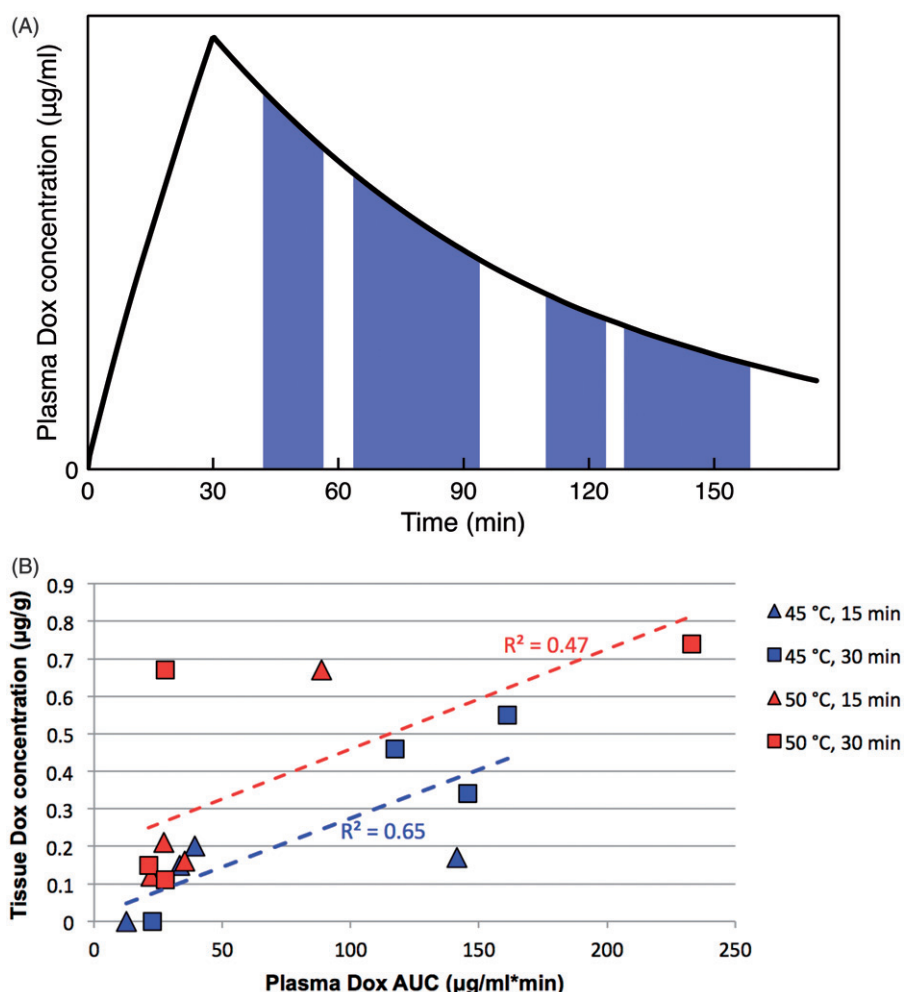 (A)
Plasma Dox concentration (µg/ml)
0
0 30 60 90 120 150
Time (min)
(B)
Tissue Dox concentration (µg/g)
0.9
0.8
0.7
0.6
0.5
0.4
0.3
0.2
0.1
0
R² = 0.47
R² = 0.65
0 50 100 150 200 250
Plasma Dox AUC (µg/ml*min)
45 °C, 15 min
45 °C, 30 min
50 °C, 15 min
50 °C, 30 min